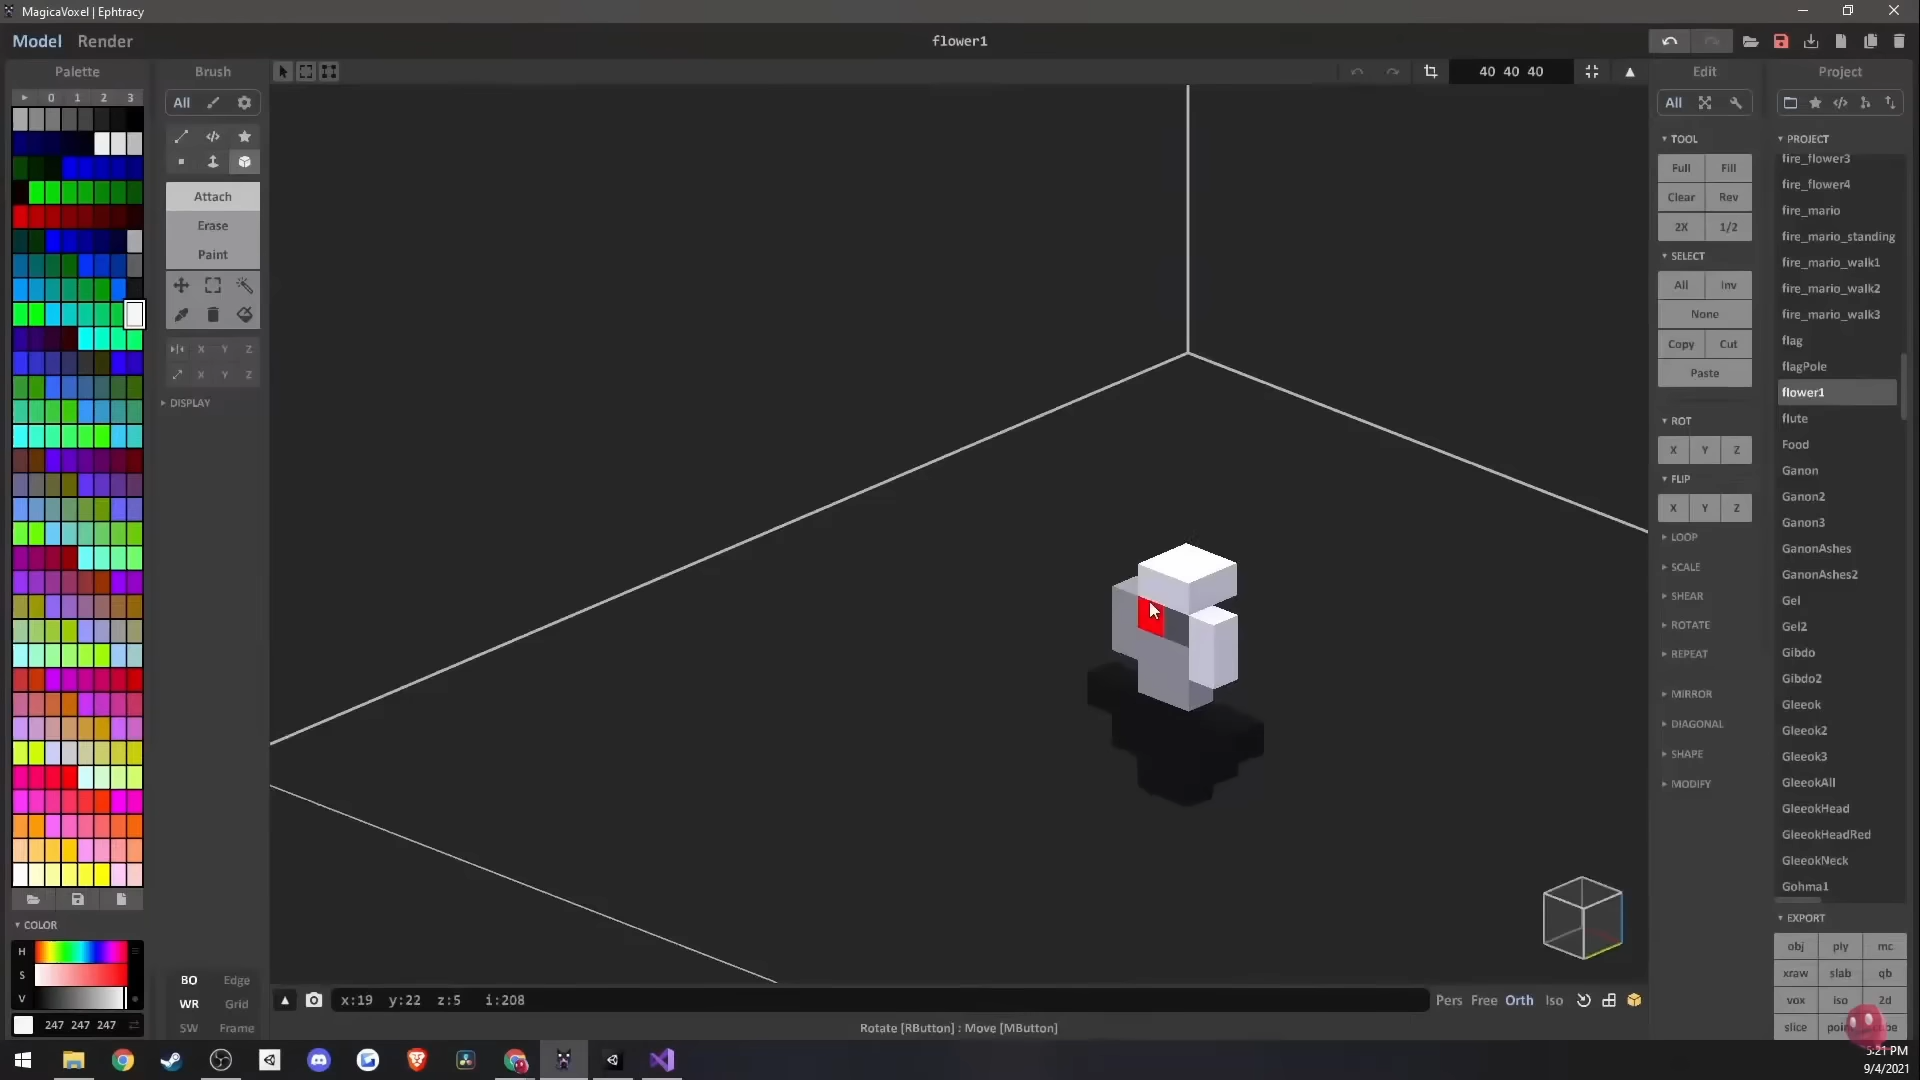 MagicaVoxel | Ephtracy
Model Render
flower1
Palette
Brush
40 40 40
Edit
Project
0 1 2 3
All
All
TOOL
PROJECT
Full Fill
Clear Rev
2X 1/2
SELECT
All Inv
None
Copy Cut
Paste
ROT
X Y Z
FLIP
X Y Z
LOOP
SCALE
SHEAR
ROTATE
REPEAT
MIRROR
DIAGONAL
SHAPE
MODIFY
Attach
Erase
Paint
X Y Z
X Y Z
DISPLAY
fire_flower3
fire_flower4
fire_mario
fire_mario_standing
fire_mario_walk1
fire_mario_walk2
fire_mario_walk3
flag
flagPole
flower1
flute
Food
Ganon
Ganon2
Ganon3
GanonAshes
GanonAshes2
Gel
Gel2
Gibdo
Gibdo2
Gleeok
Gleeok2
Gleeok3
GleeokAll
GleeokHead
GleeokHeadRed
GleeokNeck
Gohma1
EXPORT
obj ply mc
xraw slab qb
vox iso 2d
slice
COLOR
H
S
V
247 247 247
BO Edge
WR Grid
SW Frame
x:19 y:22 z:5 i:208
Pers Free Orth Iso
Rotate [RButton] : Move [MButton]
5:21 PM
9/4/2021